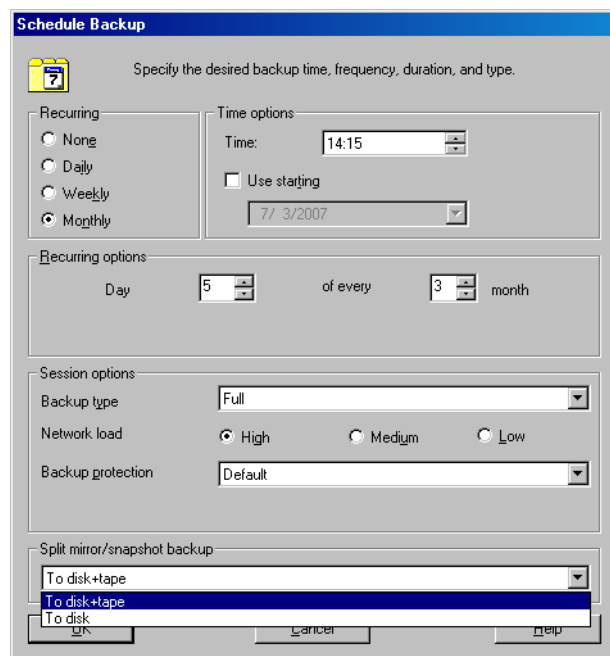 Schedule Backup
7
Specify the desired backup time, frequency, duration, and type.
Recurring
None
Daily
Weekly
Monthly
Time options
Time: 14:15
Use starting
7/ 3/2007
Recurring options
Day 5 of every 3 month
Session options
Backup type Full
Network load High Medium Low
Backup protection Default
Split mirror/snapshot backup
To disk+tape
To disk+tape
To disk
OK Cancel Help